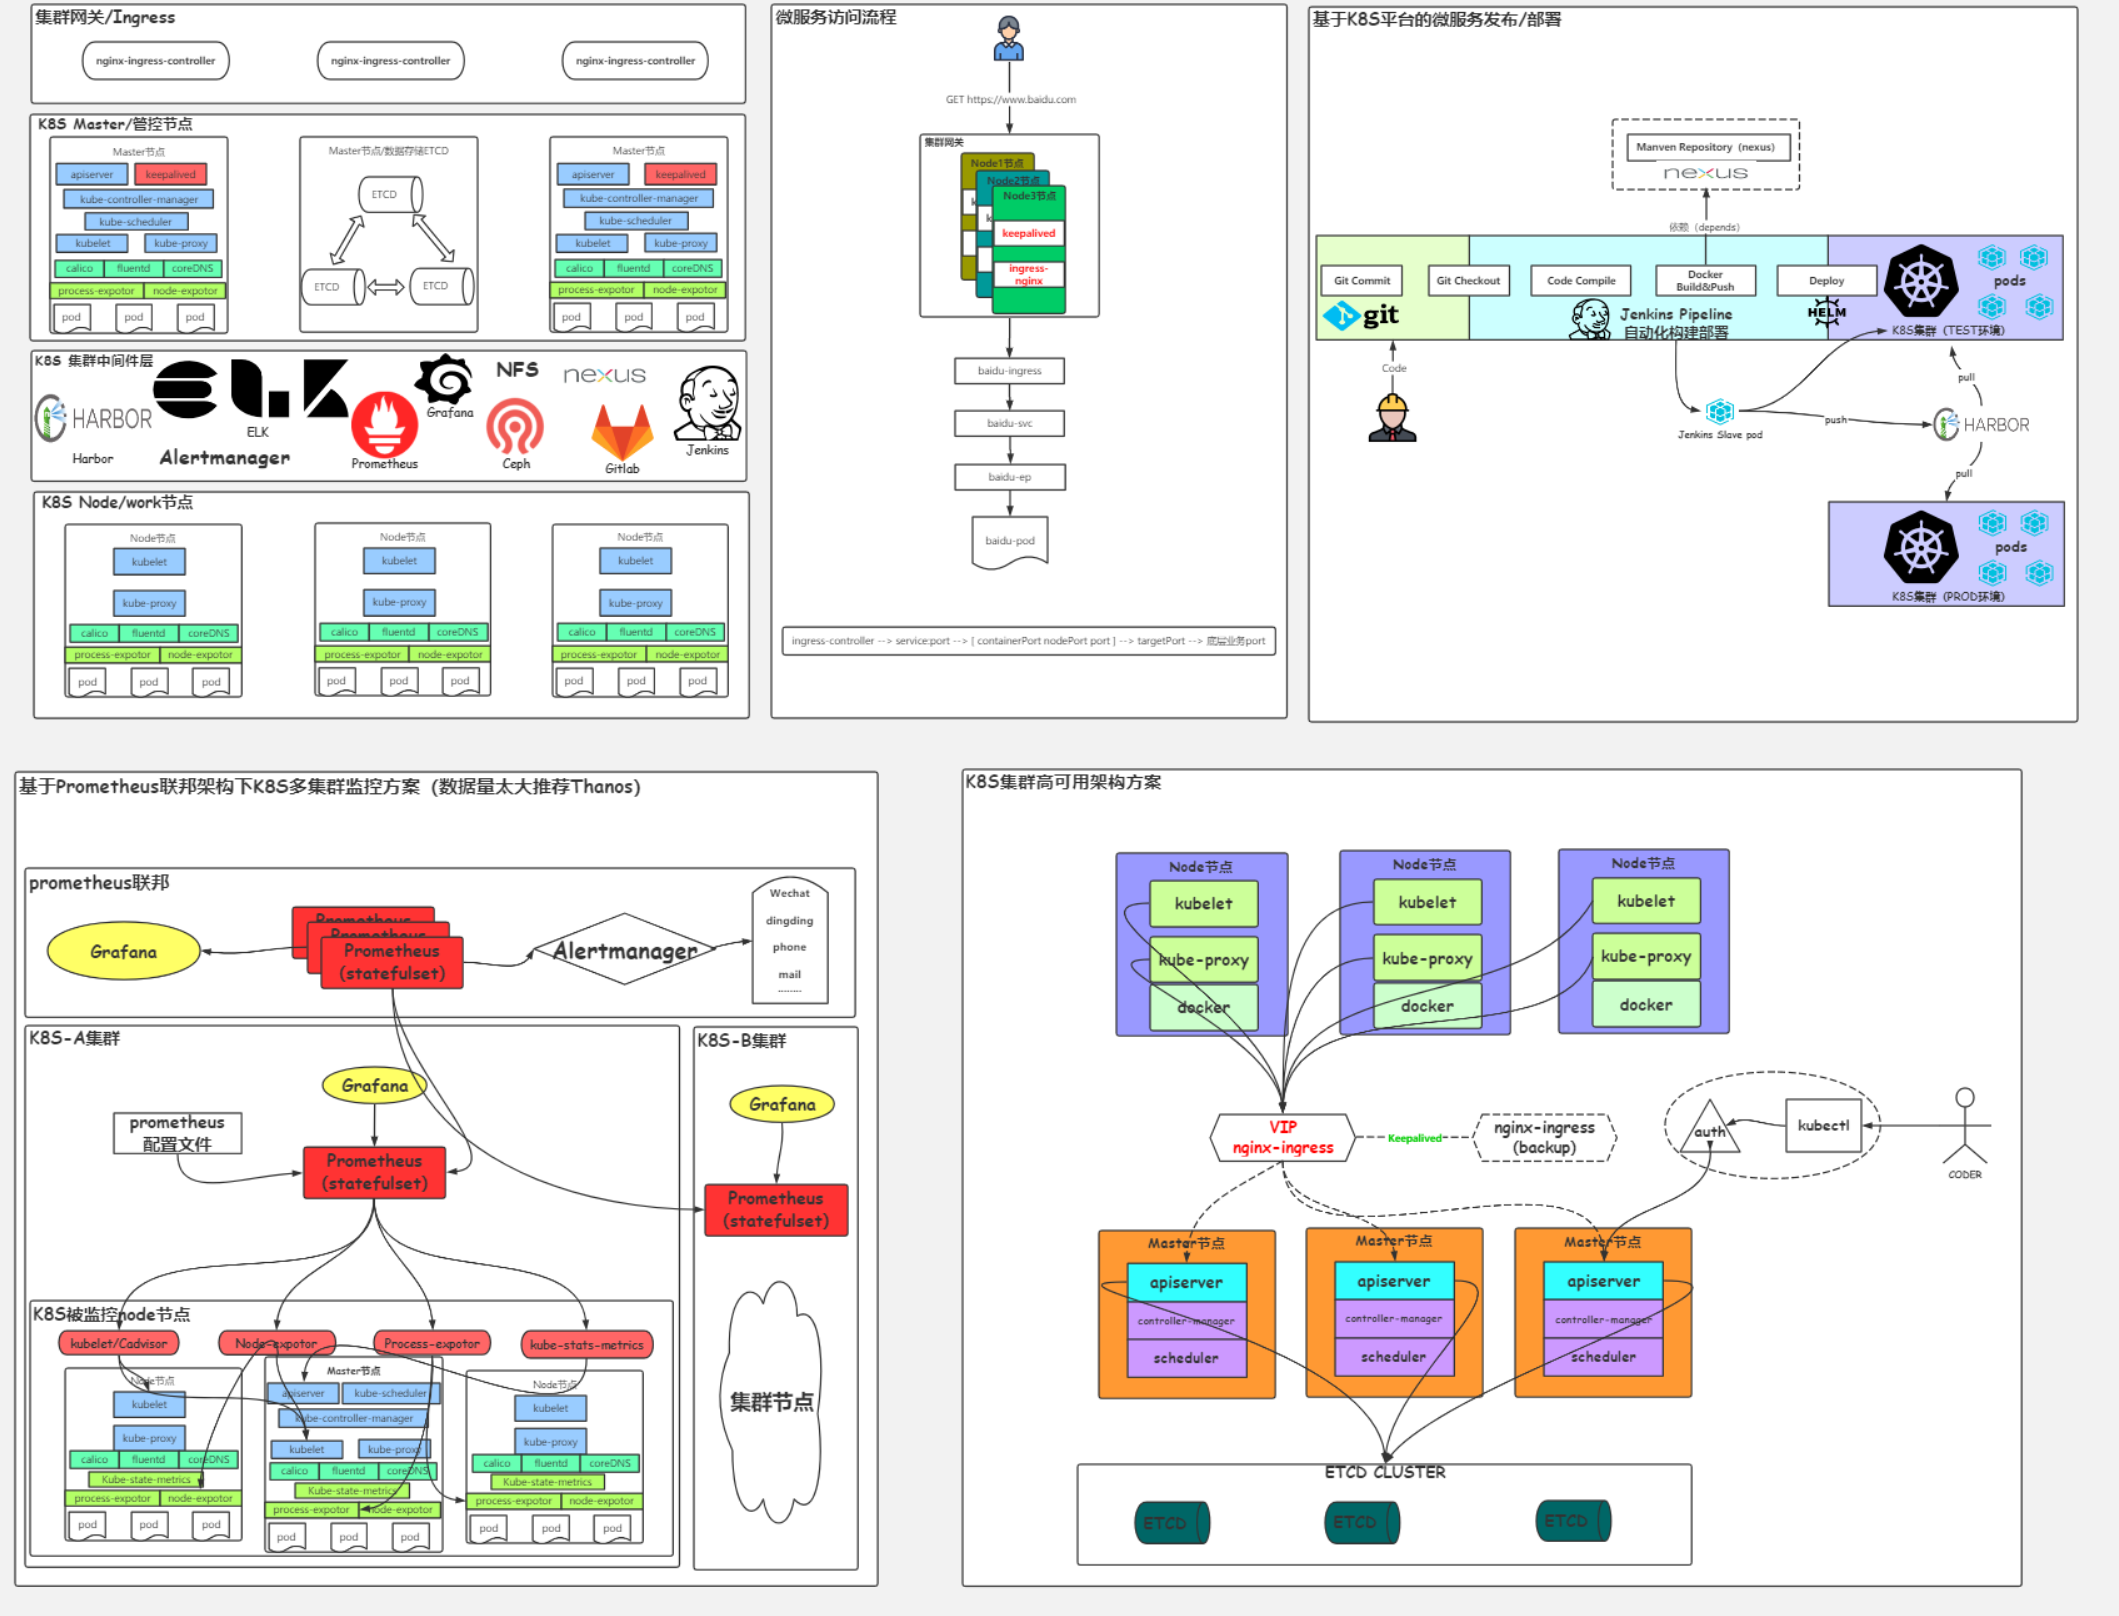 集群网关/Ingress
nginx-ingress-controller
nginx-ingress-controller
nginx-ingress-controller
K8S Master/管控节点
Master节点
apiserver
keepalived
kube-controller-manager
kube-scheduler
kubelet
kube-proxy
calico
fluentd
coreDNS
process-expotor
node-expotor
pod
pod
pod
Master节点/数据存储ETCD
ETCD
ETCD
ETCD
Master节点
apiserver
keepalived
kube-controller-manager
kube-scheduler
kubelet
kube-proxy
calico
fluentd
coreDNS
process-expotor
node-expotor
pod
pod
pod
K8S 集群中间件层
HARBOR
Harbor
ELK
Alertmanager
Prometheus
Grafana
NFS
Ceph
nexus
Gitlab
Jenkins
K8S Node/work节点
Node节点
kubelet
kube-proxy
calico
fluentd
coreDNS
process-expotor
node-expotor
pod
pod
pod
Node节点
kubelet
kube-proxy
calico
fluentd
coreDNS
process-expotor
node-expotor
pod
pod
pod
Node节点
kubelet
kube-proxy
calico
fluentd
coreDNS
process-expotor
node-expotor
pod
pod
pod
微服务访问流程
GET https://www.baidu.com
集群网关
Node1节点
Node2节点
Node3节点
keepalived
ingress-
nginx
baidu-ingress
baidu-svc
baidu-ep
baidu-pod
ingress-controller --> service:port --> [ containerPort nodePort port ] --> targetPort --> 底层业务port
基于K8S平台的微服务发布/部署
Manven Repository (nexus)
nexus
依赖 (depends)
Git Commit
Git Checkout
Code Compile
Docker
Build&Push
Deploy
git
Jenkins Pipeline
自动化构建部署
HELM
pods
K8S集群 (TEST环境)
Code
Jenkins Slave pod
push
pull
HARBOR
pull
pods
K8S集群 (PROD环境)
基于Prometheus联邦架构下K8S多集群监控方案 (数据量太大推荐Thanos)
prometheus联邦
Grafana
Prometheus
Prometheus
Prometheus
(statefulset)
Alertmanager
Wechat
dingding
phone
mail
........
K8S-A集群
Grafana
prometheus
配置文件
Prometheus
(statefulset)
K8S被监控node节点
kubelet/Cadvisor
Node-expotor
Process-expotor
kube-stats-metrics
Node节点
kubelet
kube-proxy
calico
fluentd
coreDNS
Kube-state-metrics
process-expotor
node-expotor
pod
pod
pod
Master节点
apiserver
kube-scheduler
kube-controller-manager
kubelet
kube-proxy
calico
fluentd
coreDNS
Kube-state-metrics
process-expotor
node-expotor
pod
pod
pod
Node节点
kubelet
kube-proxy
calico
fluentd
coreDNS
Kube-state-metrics
process-expotor
node-expotor
pod
pod
pod
K8S-B集群
Grafana
Prometheus
(statefulset)
集群节点
K8S集群高可用架构方案
Node节点
kubelet
kube-proxy
docker
Node节点
kubelet
kube-proxy
docker
Node节点
kubelet
kube-proxy
docker
VIP
nginx-ingress
Keepalived
nginx-ingress
(backup)
auth
kubectl
CODER
Master节点
apiserver
controller-manager
scheduler
Master节点
apiserver
controller-manager
scheduler
Master节点
apiserver
controller-manager
scheduler
ETCD CLUSTER
ETCD
ETCD
ETCD